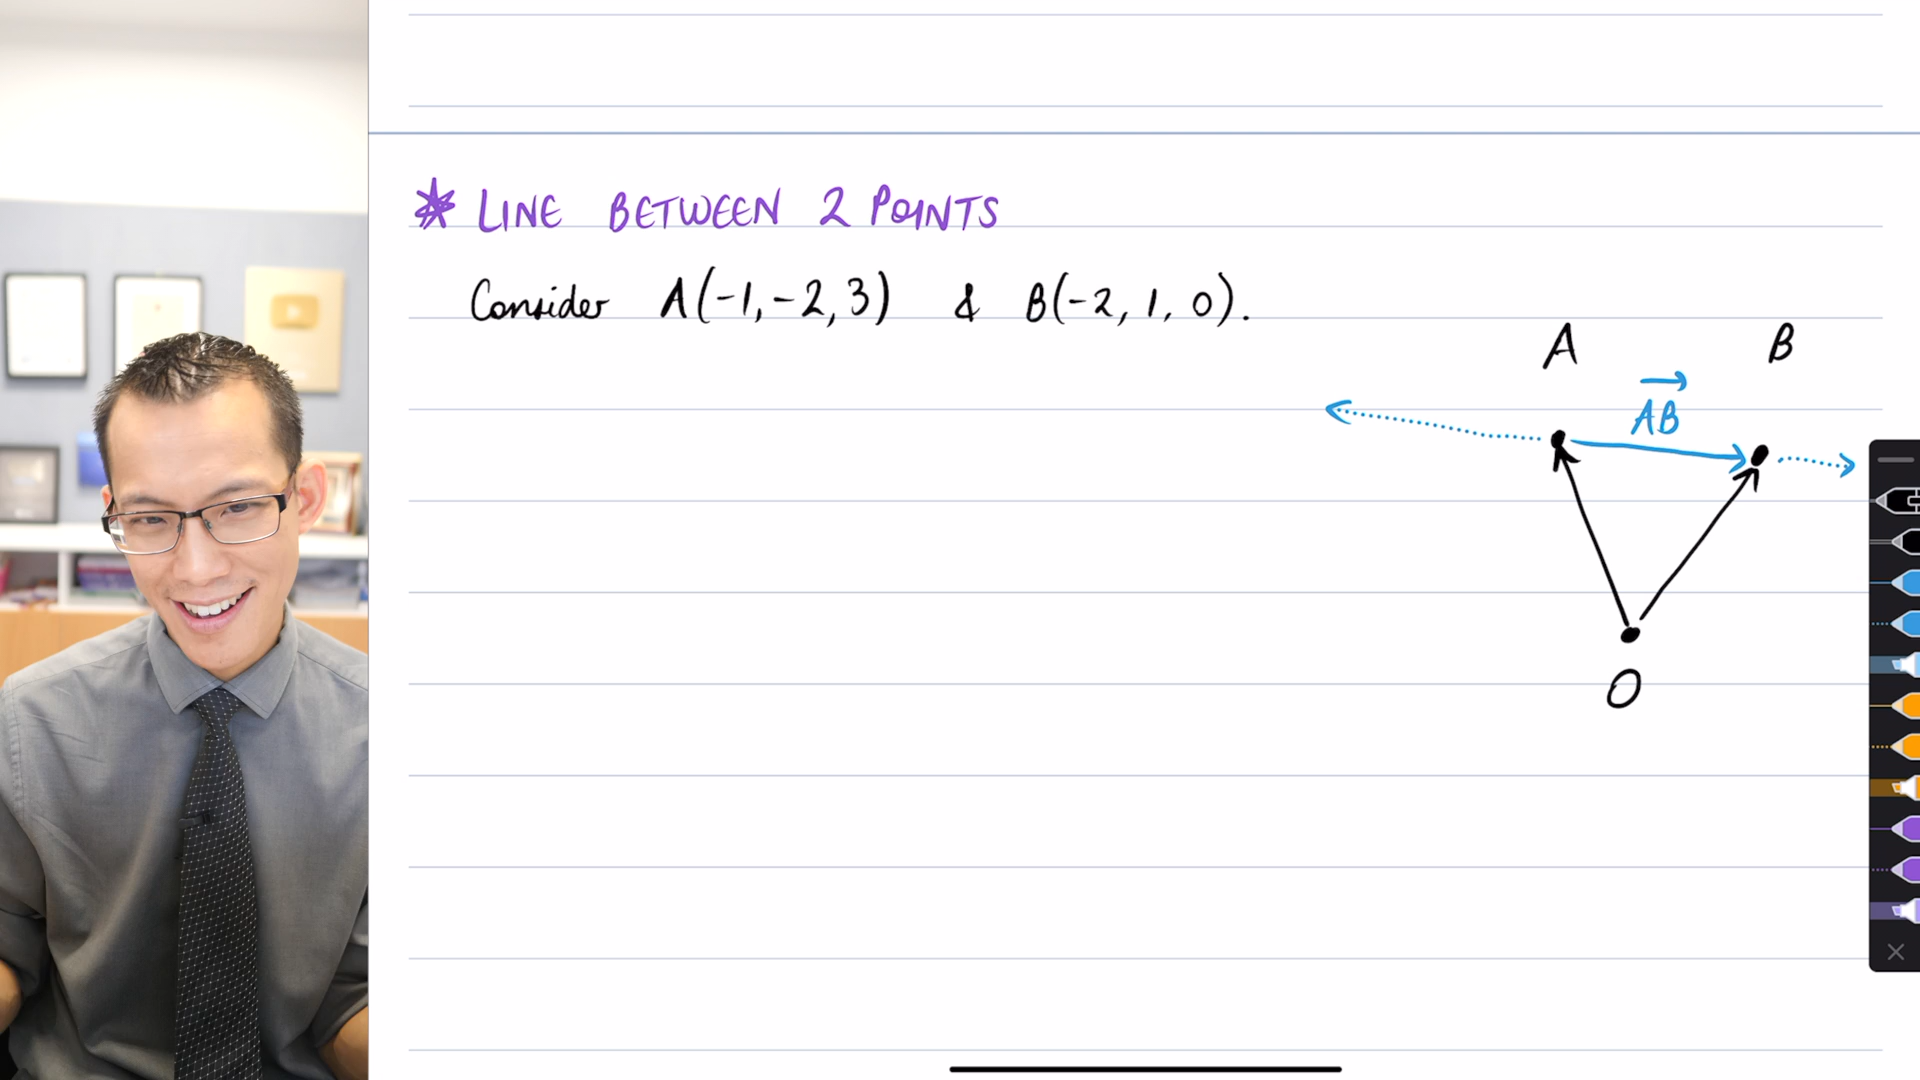 * LINE BETWEEN 2 POINTS
Consider A(-1,-2,3) & B(-2,1,0).
A B
AB
O